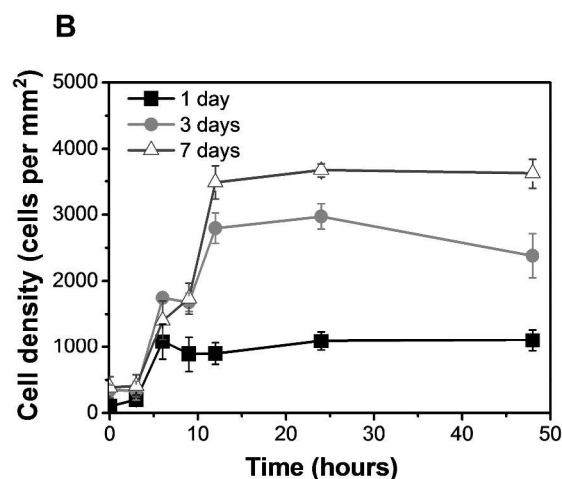 B
Cell density (cells per mm²)
5000
4000
3000
2000
1000
0
1 day
3 days
7 days
0 10 20 30 40 50
Time (hours)